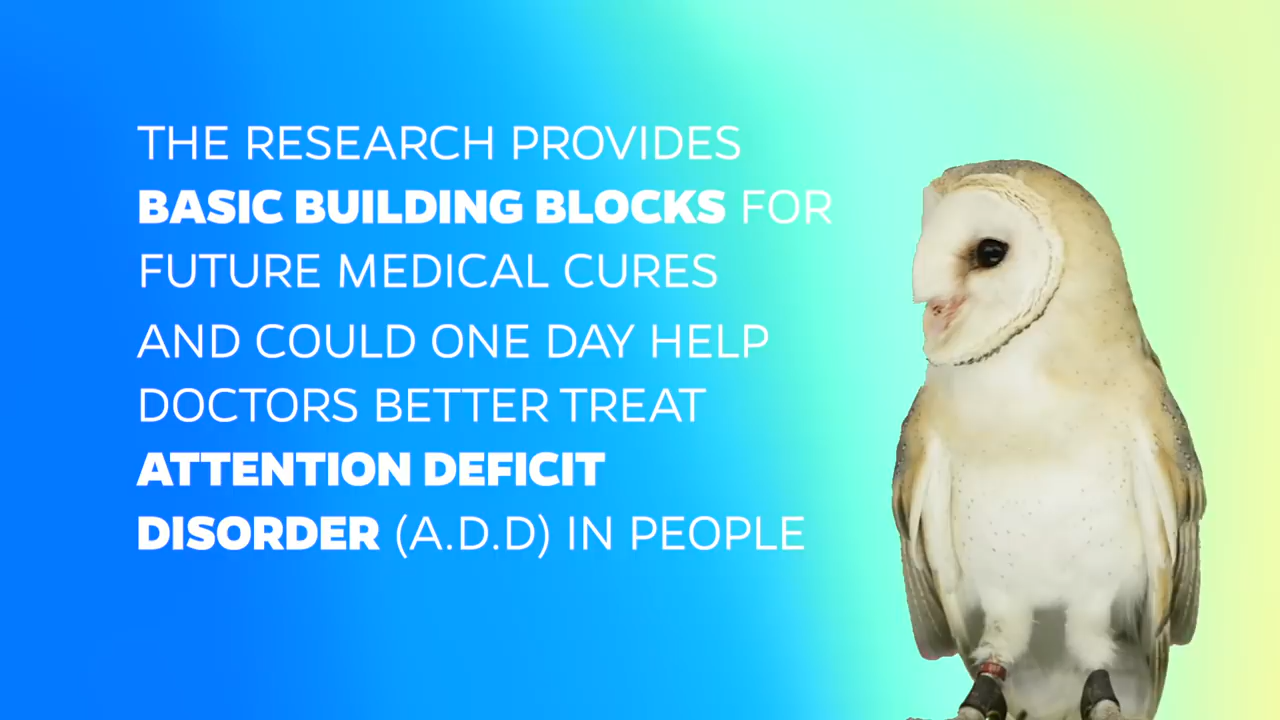 THE RESEARCH PROVIDES
BASIC BUILDING BLOCKS FOR
FUTURE MEDICAL CURES
AND COULD ONE DAY HELP
DOCTORS BETTER TREAT
ATTENTION DEFICIT
DISORDER (A.D.D) IN PEOPLE